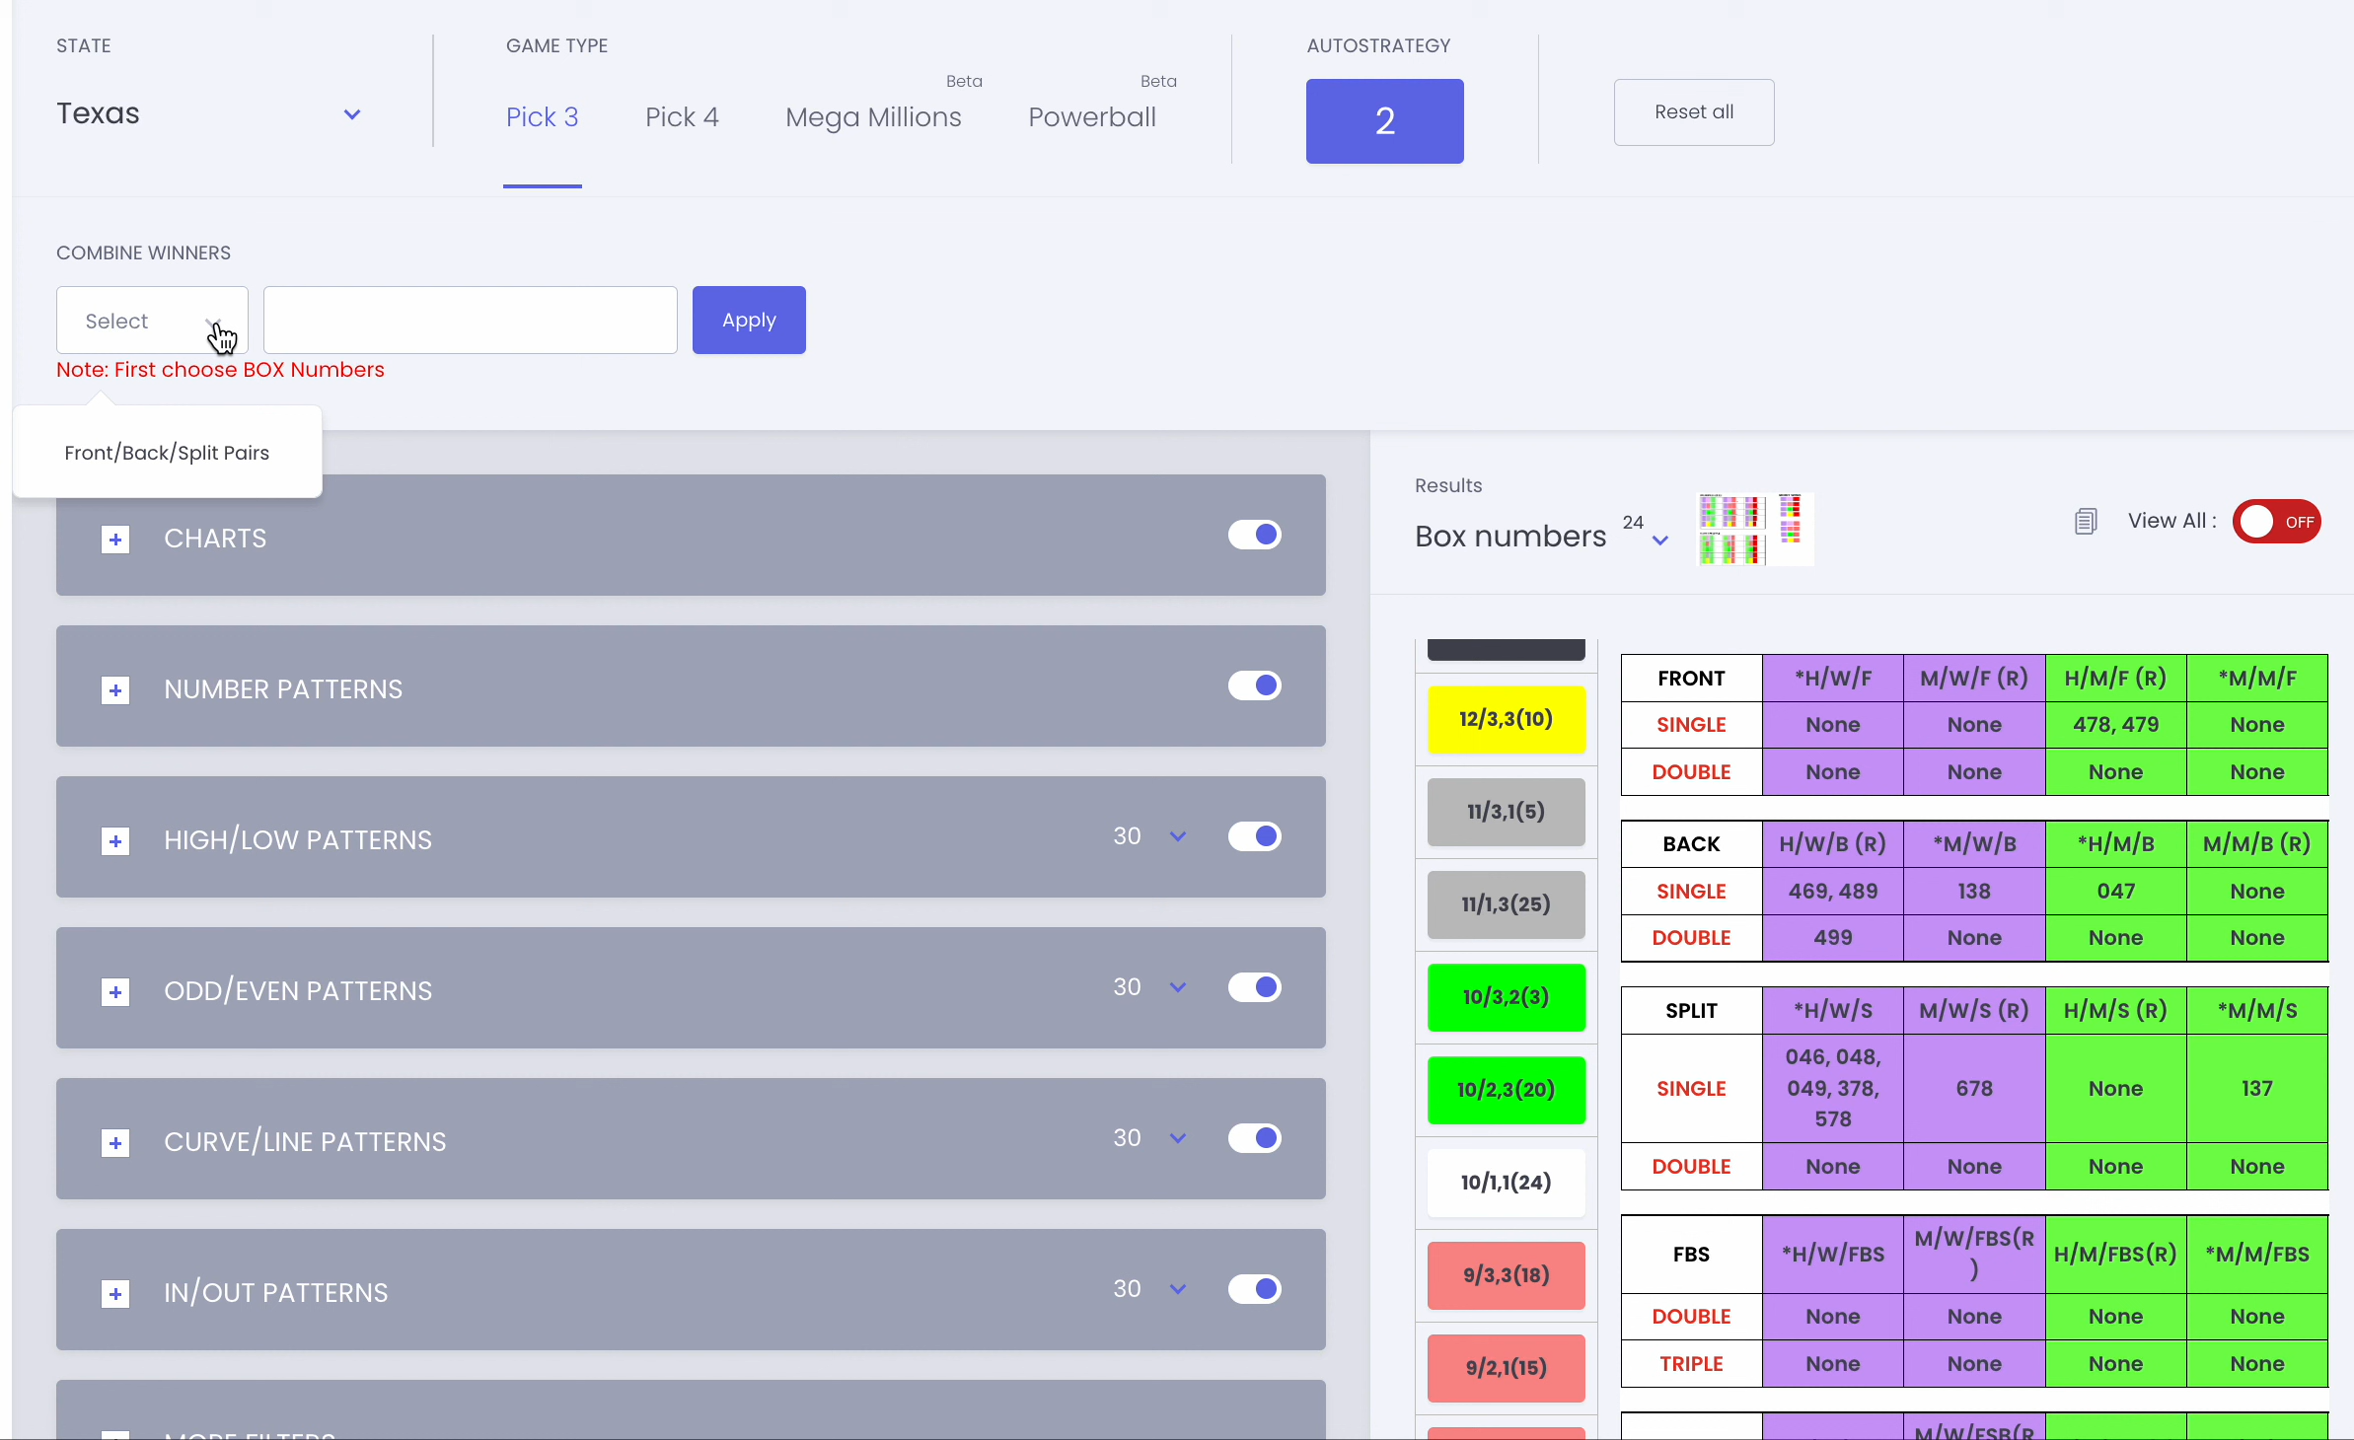 STATE
Texas
GAME TYPE
Pick 3
Pick 4
Beta
Mega Millions
Beta
Powerball
AUTOSTRATEGY
2
Reset all
COMBINE WINNERS
Select
Apply
Note: First choose BOX Numbers
Front/Back/Split Pairs
+ CHARTS
+ NUMBER PATTERNS
+ HIGH/LOW PATTERNS 30
+ ODD/EVEN PATTERNS 30
+ CURVE/LINE PATTERNS 30
+ IN/OUT PATTERNS 30
MORE FILTERS
Results
Box numbers 24
View All : OFF
12/3,3(10)
11/3,1(5)
11/1,3(25)
10/3,2(3)
10/2,3(20)
10/1,1(24)
9/3,3(18)
9/2,1(15)
FRONT *H/W/F M/W/F (R) H/M/F (R) *M/M/F
SINGLE None None 478, 479 None
DOUBLE None None None None
BACK H/W/B (R) *M/W/B *H/M/B M/M/B (R)
SINGLE 469, 489 138 047 None
DOUBLE 499 None None None
SPLIT *H/W/S M/W/S (R) H/M/S (R) *M/M/S
SINGLE 046, 048, 049, 378, 578 678 None 137
DOUBLE None None None None
FBS *H/W/FBS M/W/FBS(R) H/M/FBS(R) *M/M/FBS
DOUBLE None None None None
TRIPLE None None None None
M/W/FSB(R